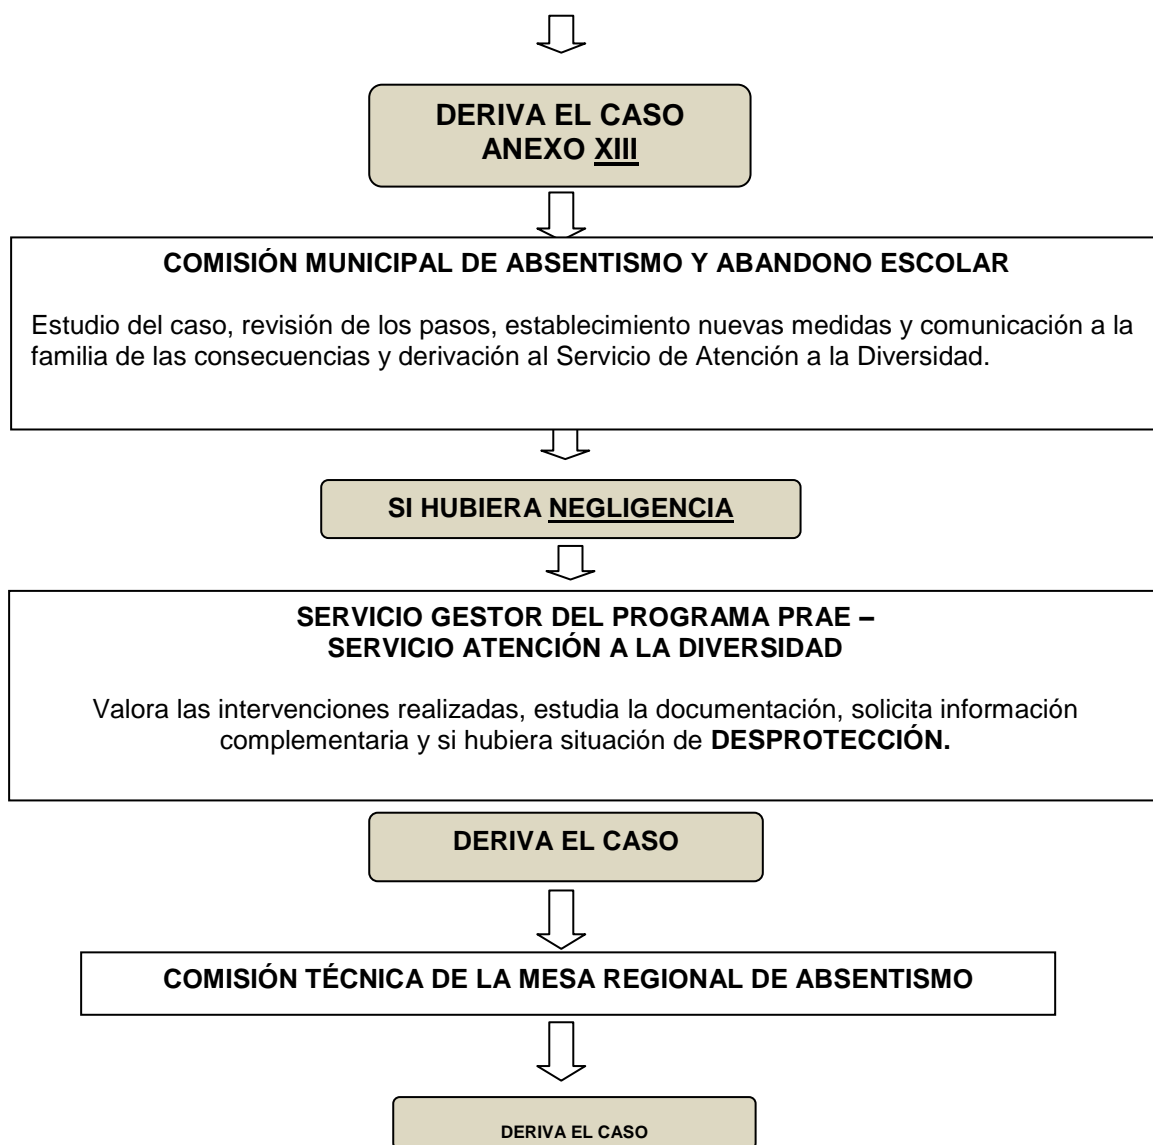 DERIVA EL CASO
ANEXO XIII
COMISIÓN MUNICIPAL DE ABSENTISMO Y ABANDONO ESCOLAR
Estudio del caso, revisión de los pasos, establecimiento nuevas medidas y comunicación a la
familia de las consecuencias y derivación al Servicio de Atención a la Diversidad.
SI HUBIERA NEGLIGENCIA
SERVICIO GESTOR DEL PROGRAMA PRAE –
SERVICIO ATENCIÓN A LA DIVERSIDAD
Valora las intervenciones realizadas, estudia la documentación, solicita información
complementaria y si hubiera situación de DESPROTECCIÓN.
DERIVA EL CASO
COMISIÓN TÉCNICA DE LA MESA REGIONAL DE ABSENTISMO
DERIVA EL CASO